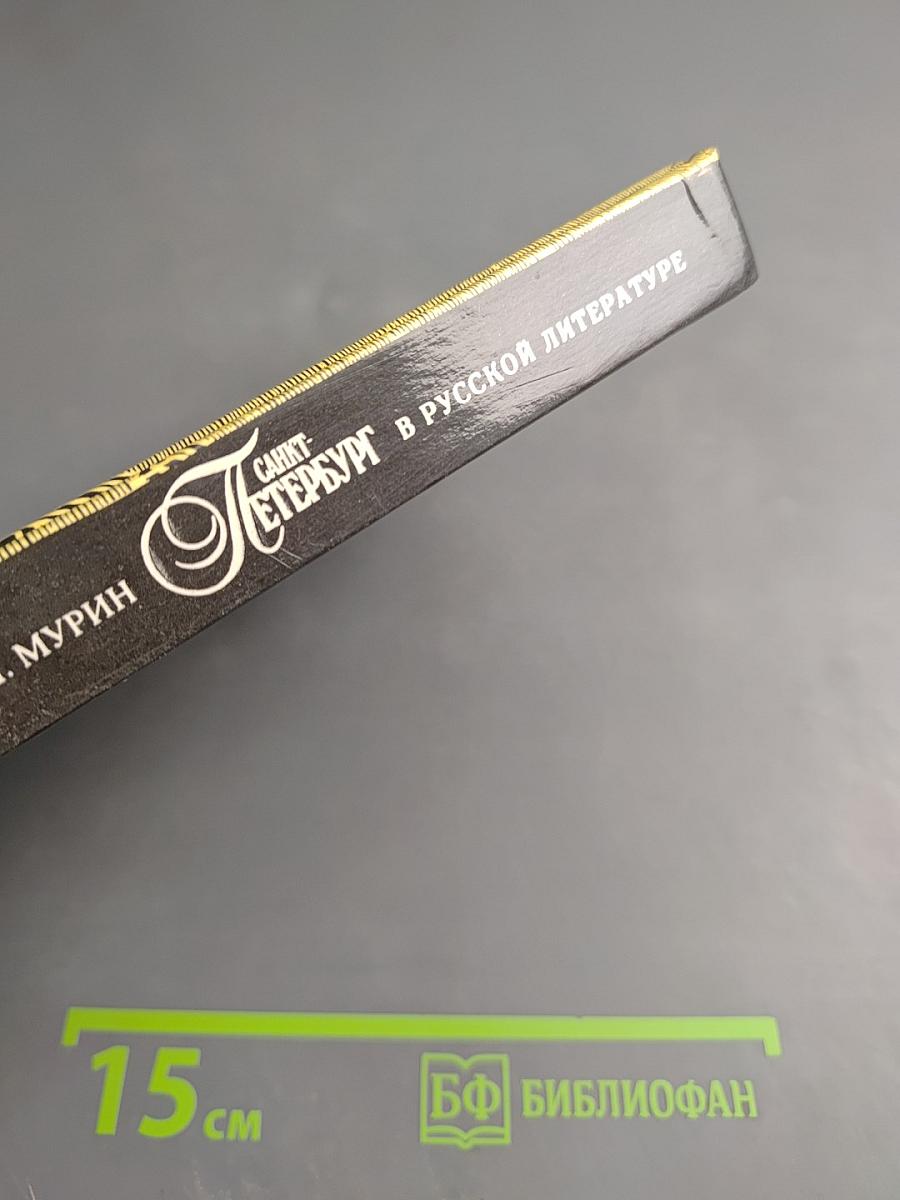 МУРИН
САНКТ-
ПЕТЕРБУРГ
В РУССКОЙ ЛИТЕРАТУРЕ
15 см
БФ БИБЛИОФАН